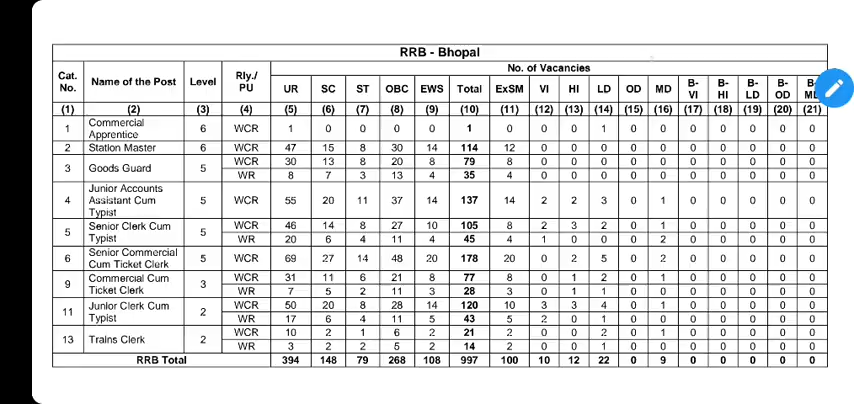 RRB - Bhopal
Cat. No. Name of the Post Level Rly./ PU No. of Vacancies
UR SC ST OBC EWS Total ExSM VI HI LD OD MD B-VI B-HI B-LD B-OD
(1) (2) (3) (4) (5) (6) (7) (8) (9) (10) (11) (12) (13) (14) (15) (16) (17) (18) (19) (20) (21)
1 Commercial Apprentice 6 WCR 1 0 0 0 0 1 0 0 0 1 0 0 0 0 0 0 0
2 Station Master 6 WCR 47 15 8 30 14 114 12 0 0 0 0 0 0 0 0 0 0
3 Goods Guard 5 WCR 30 13 8 20 8 79 8 0 0 0 0 0 0 0 0 0 0
WR 8 7 3 13 4 35 4 0 0 0 0 0 0 0 0 0 0
4 Junior Accounts Assistant Cum Typist 5 WCR 55 20 11 37 14 137 14 2 2 3 0 1 0 0 0 0 0
5 Senior Clerk Cum Typist 5 WCR 46 14 8 27 10 105 8 2 3 2 0 1 0 0 0 0 0
WR 20 6 4 11 4 45 4 1 0 0 0 2 0 0 0 0 0
6 Senior Commercial Cum Ticket Clerk 5 WCR 69 27 14 48 20 178 20 0 2 5 0 2 0 0 0 0 0
9 Commercial Cum Ticket Clerk 3 WCR 31 11 6 21 8 77 8 0 1 2 0 1 0 0 0 0 0
WR 7 5 2 11 3 28 3 0 1 1 0 0 0 0 0 0 0
11 Junior Clerk Cum Typist 2 WCR 50 20 8 28 14 120 10 3 3 4 0 1 0 0 0 0 0
WR 17 6 4 11 5 43 5 2 0 1 0 0 0 0 0 0 0
13 Trains Clerk 2 WCR 10 2 1 6 2 21 2 0 0 2 0 1 0 0 0 0 0
WR 3 2 2 5 2 14 2 0 0 1 0 0 0 0 0 0 0
RRB Total 394 148 79 268 108 997 100 10 12 22 0 9 0 0 0 0 0